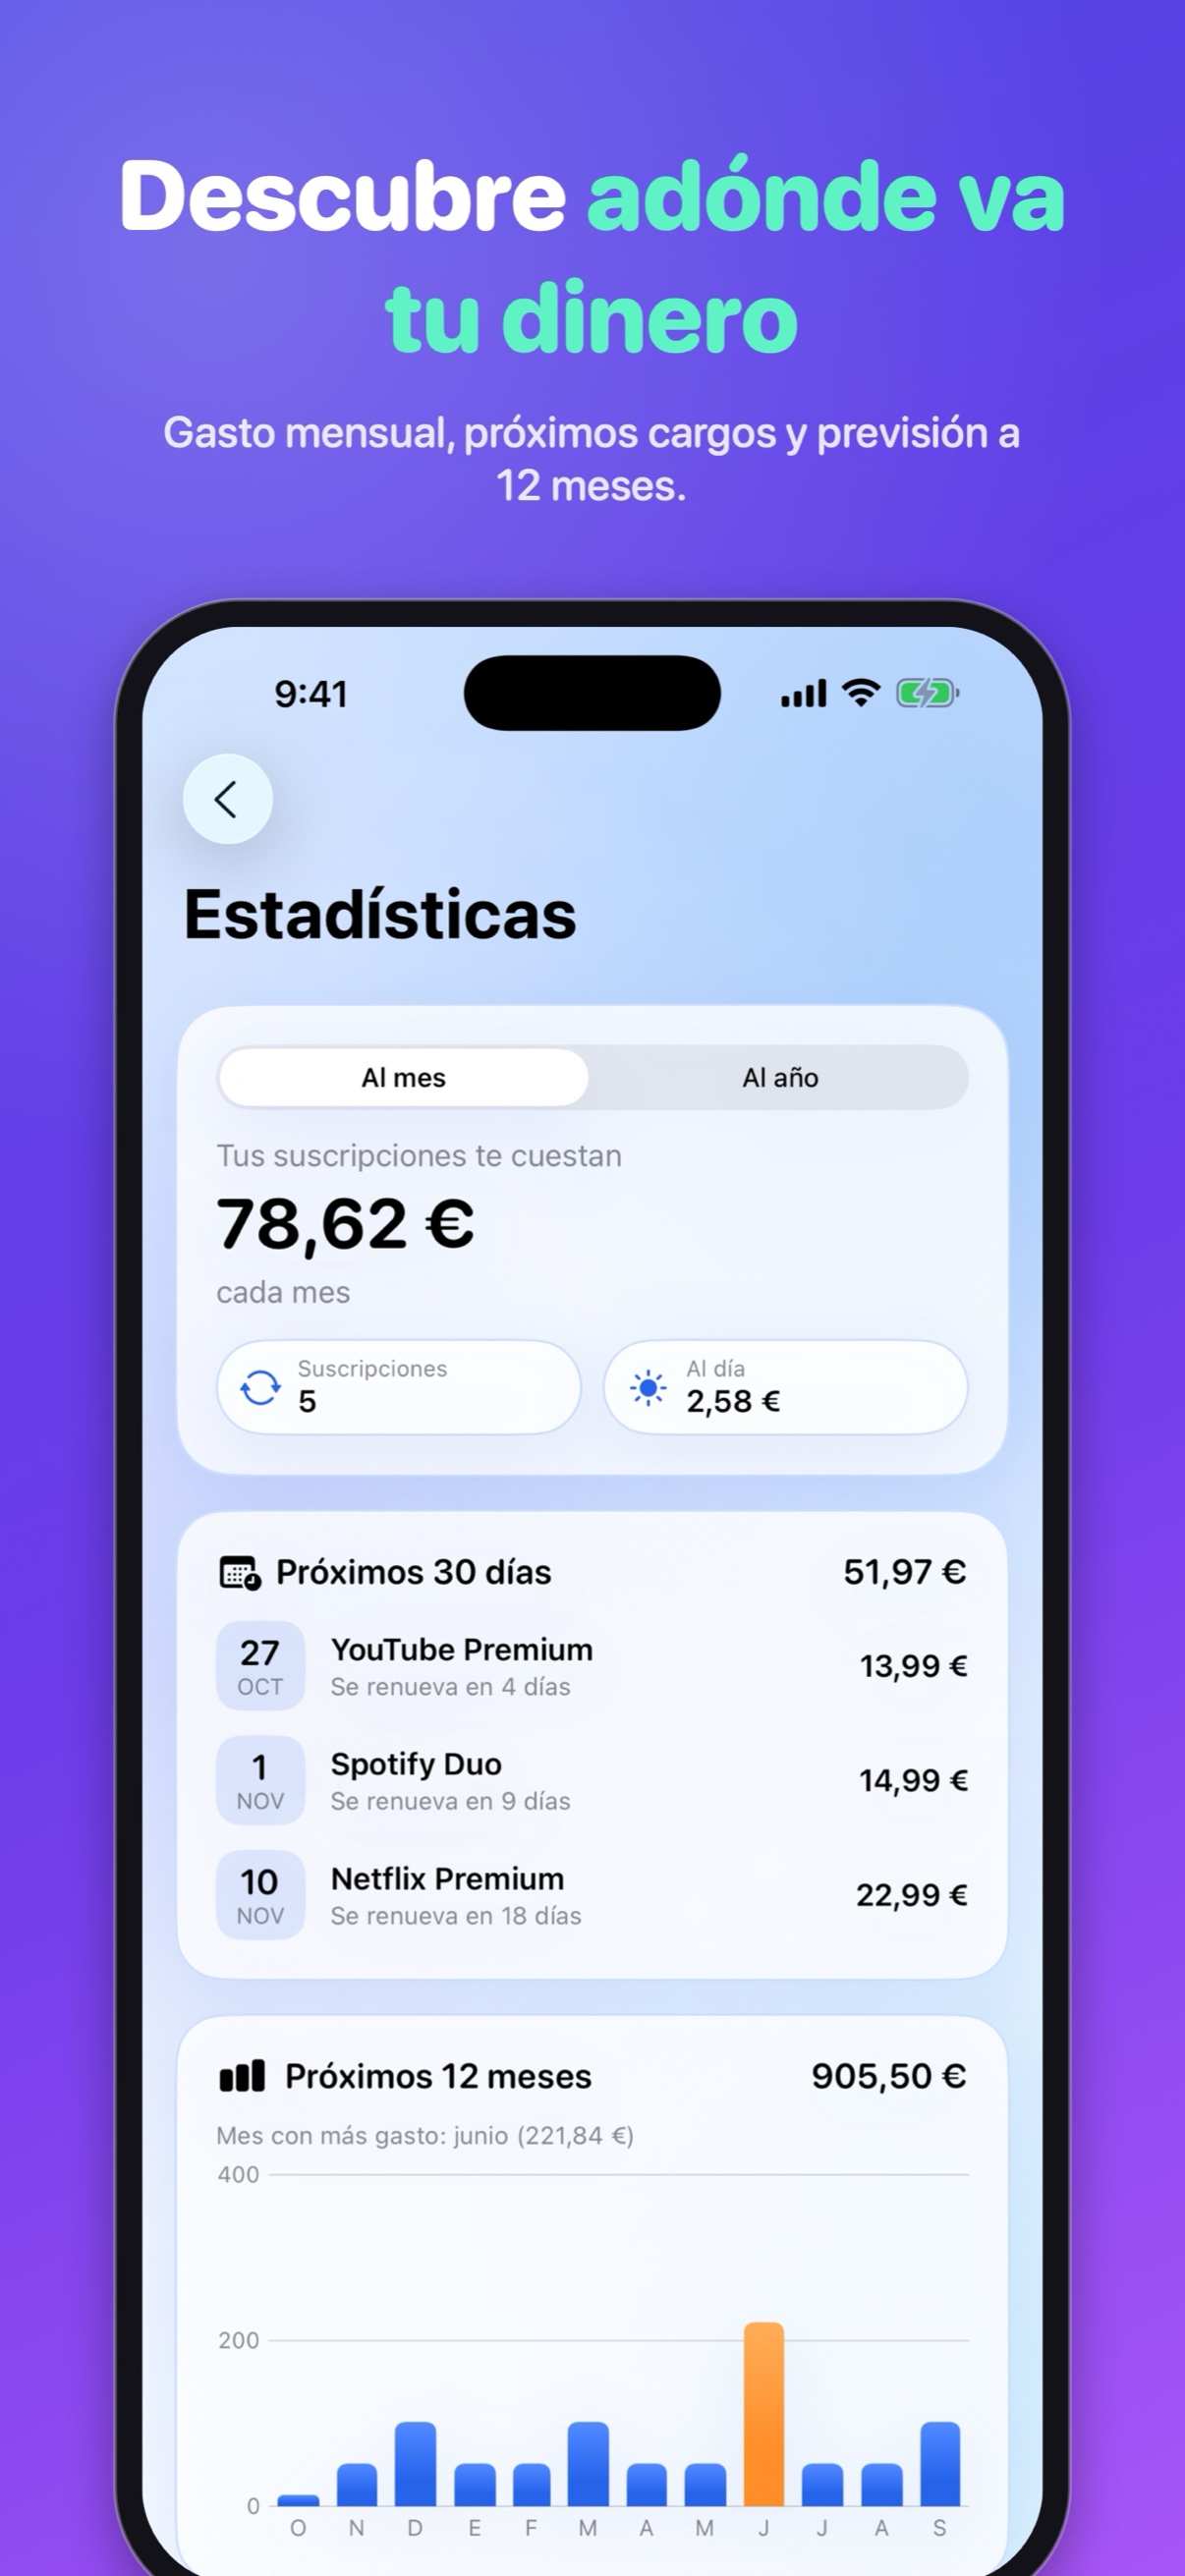 Descubre adónde va
tu dinero
Gasto mensual, próximos cargos y previsión a
12 meses.
9:41
Estadísticas
Al mes
Al año
Tus suscripciones te cuestan
78,62 €
cada mes
Suscripciones
5
Al día
2,58 €
Próximos 30 días
51,97 €
27
OCT
YouTube Premium
Se renueva en 4 días
13,99 €
1
NOV
Spotify Duo
Se renueva en 9 días
14,99 €
10
NOV
Netflix Premium
Se renueva en 18 días
22,99 €
Próximos 12 meses
905,50 €
Mes con más gasto: junio (221,84 €)
400
200
0
O N D E F M A M J J A S